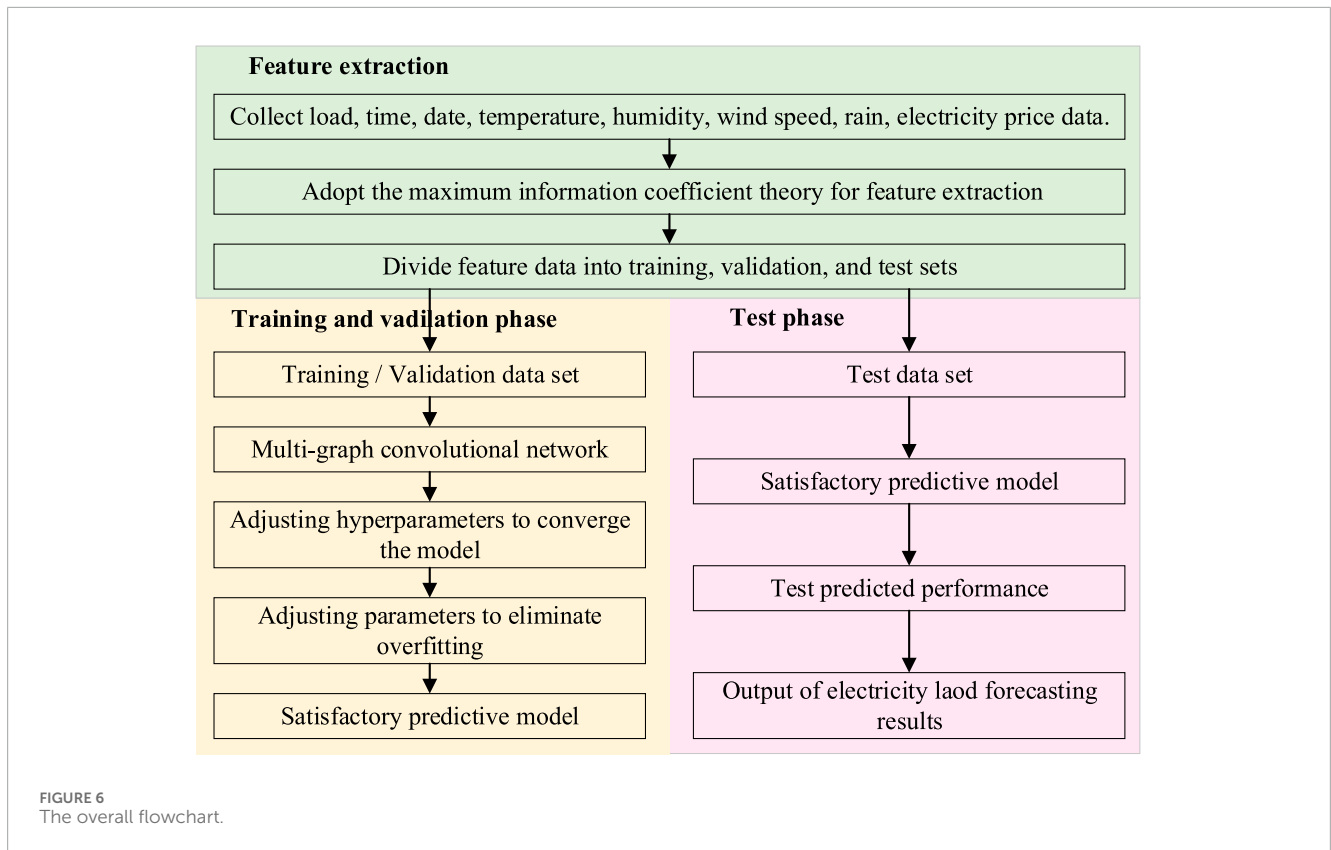 Feature extraction
Collect load, time, date, temperature, humidity, wind speed, rain, electricity price data.
Adopt the maximum information coefficient theory for feature extraction
Divide feature data into training, validation, and test sets
Training and vadilation phase
Training / Validation data set
Multi-graph convolutional network
Adjusting hyperparameters to converge
the model
Adjusting parameters to eliminate
overfitting
Satisfactory predictive model
Test phase
Test data set
Satisfactory predictive model
Test predicted performance
Output of electricity laod forecasting
results
FIGURE 6
The overall flowchart.